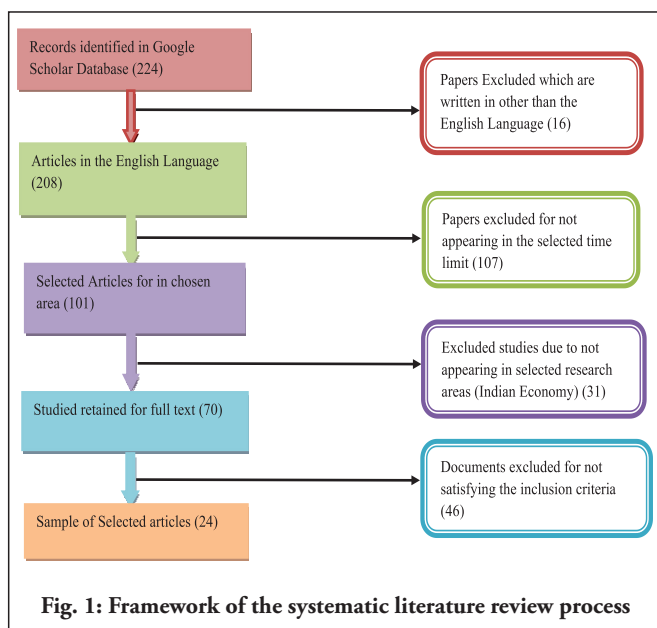 Records identified in Google
Scholar Database (224)
Papers Excluded which are
written in other than the
English Language (16)
Articles in the English Language
(208)
Papers excluded for not
appearing in the selected time
limit (107)
Selected Articles for in chosen
area (101)
Excluded studies due to not
appearing in selected research
areas (Indian Economy) (31)
Studied retained for full text (70)
Documents excluded for not
satisfying the inclusion criteria
(46)
Sample of Selected articles (24)
Fig. 1: Framework of the systematic literature review process